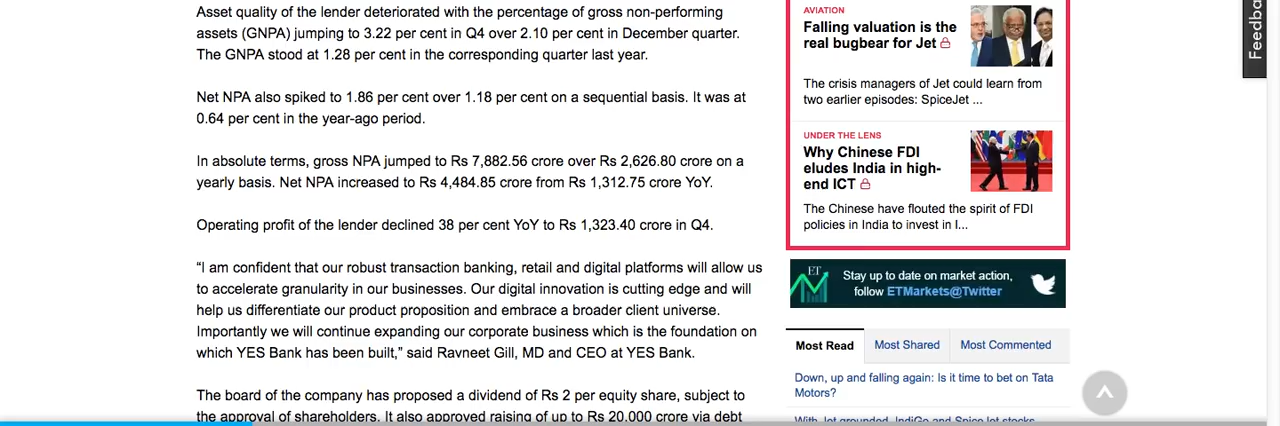 Asset quality of the lender deteriorated with the percentage of gross non-performing
assets (GNPA) jumping to 3.22 per cent in Q4 over 2.10 per cent in December quarter.
The GNPA stood at 1.28 per cent in the corresponding quarter last year.
Net NPA also spiked to 1.86 per cent over 1.18 per cent on a sequential basis. It was at
0.64 per cent in the year-ago period.
In absolute terms, gross NPA jumped to Rs 7,882.56 crore over Rs 2,626.80 crore on a
yearly basis. Net NPA increased to Rs 4,484.85 crore from Rs 1,312.75 crore YoY.
Operating profit of the lender declined 38 per cent YoY to Rs 1,323.40 crore in Q4.
“I am confident that our robust transaction banking, retail and digital platforms will allow us
to accelerate granularity in our businesses. Our digital innovation is cutting edge and will
help us differentiate our product proposition and embrace a broader client universe.
Importantly we will continue expanding our corporate business which is the foundation on
which YES Bank has been built,” said Ravneet Gill, MD and CEO at YES Bank.
The board of the company has proposed a dividend of Rs 2 per equity share, subject to
the approval of shareholders. It also approved raising of up to Rs 20,000 crore via debt
AVIATION
Falling valuation is the
real bugbear for Jet
The crisis managers of Jet could learn from
two earlier episodes: SpiceJet ...
UNDER THE LENS
Why Chinese FDI
eludes India in high-
end ICT
The Chinese have flouted the spirit of FDI
policies in India to invest in I...
ET
Stay up to date on market action,
follow ETMarkets@Twitter
Most Read
Most Shared
Most Commented
Down, up and falling again: Is it time to bet on Tata
Motors?
With Jet grounded, IndiGo and SpiceJet stocks